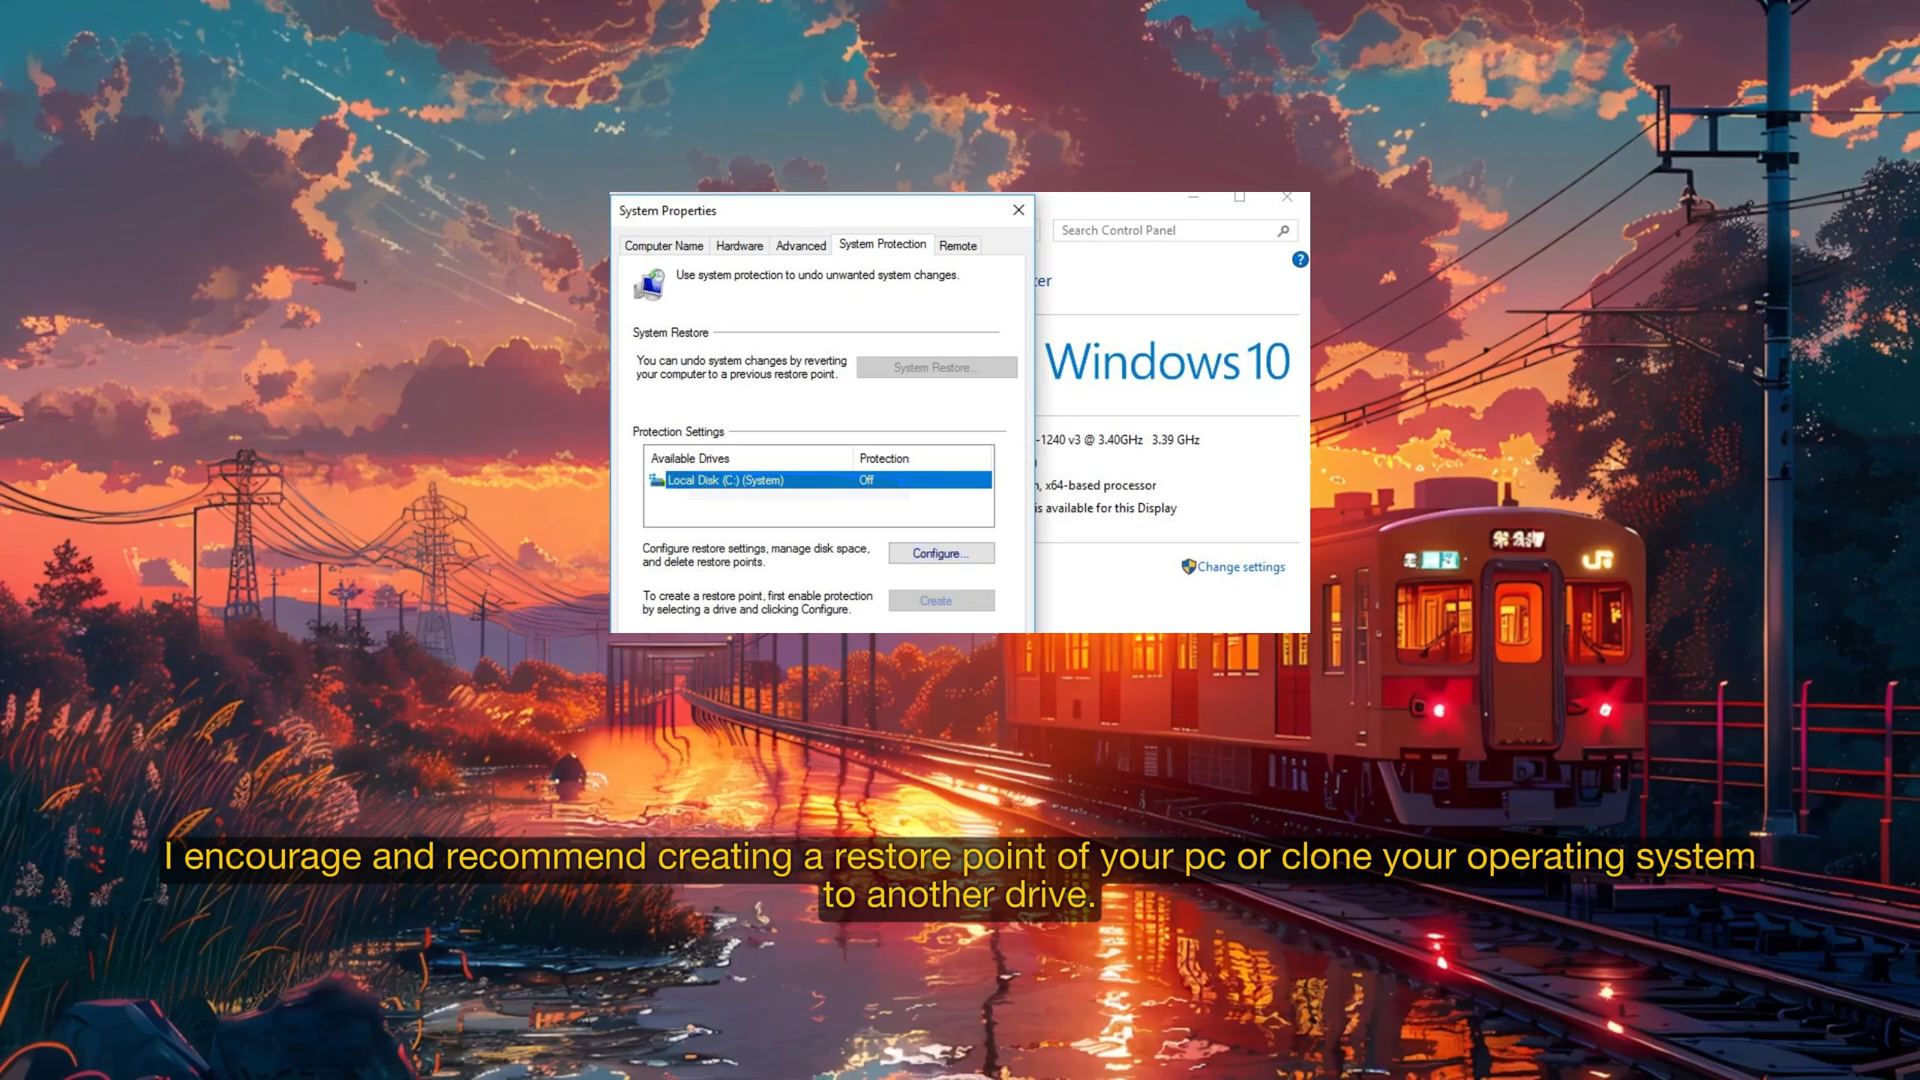 System Properties
Computer Name
Hardware
Advanced
System Protection
Remote
Use system protection to undo unwanted system changes.
System Restore
You can undo system changes by reverting
your computer to a previous restore point.
System Restore...
Protection Settings
Available Drives
Protection
Local Disk (C:) (System)
Off
Configure restore settings, manage disk space,
and delete restore points.
Configure...
To create a restore point, first enable protection
by selecting a drive and clicking Configure.
Create
Search Control Panel
?
ter
Windows 10
-1240 v3 @ 3.40GHz 3.39 GHz
, x64-based processor
is available for this Display
Change settings
JR
I encourage and recommend creating a restore point of your pc or clone your operating system
to another drive.